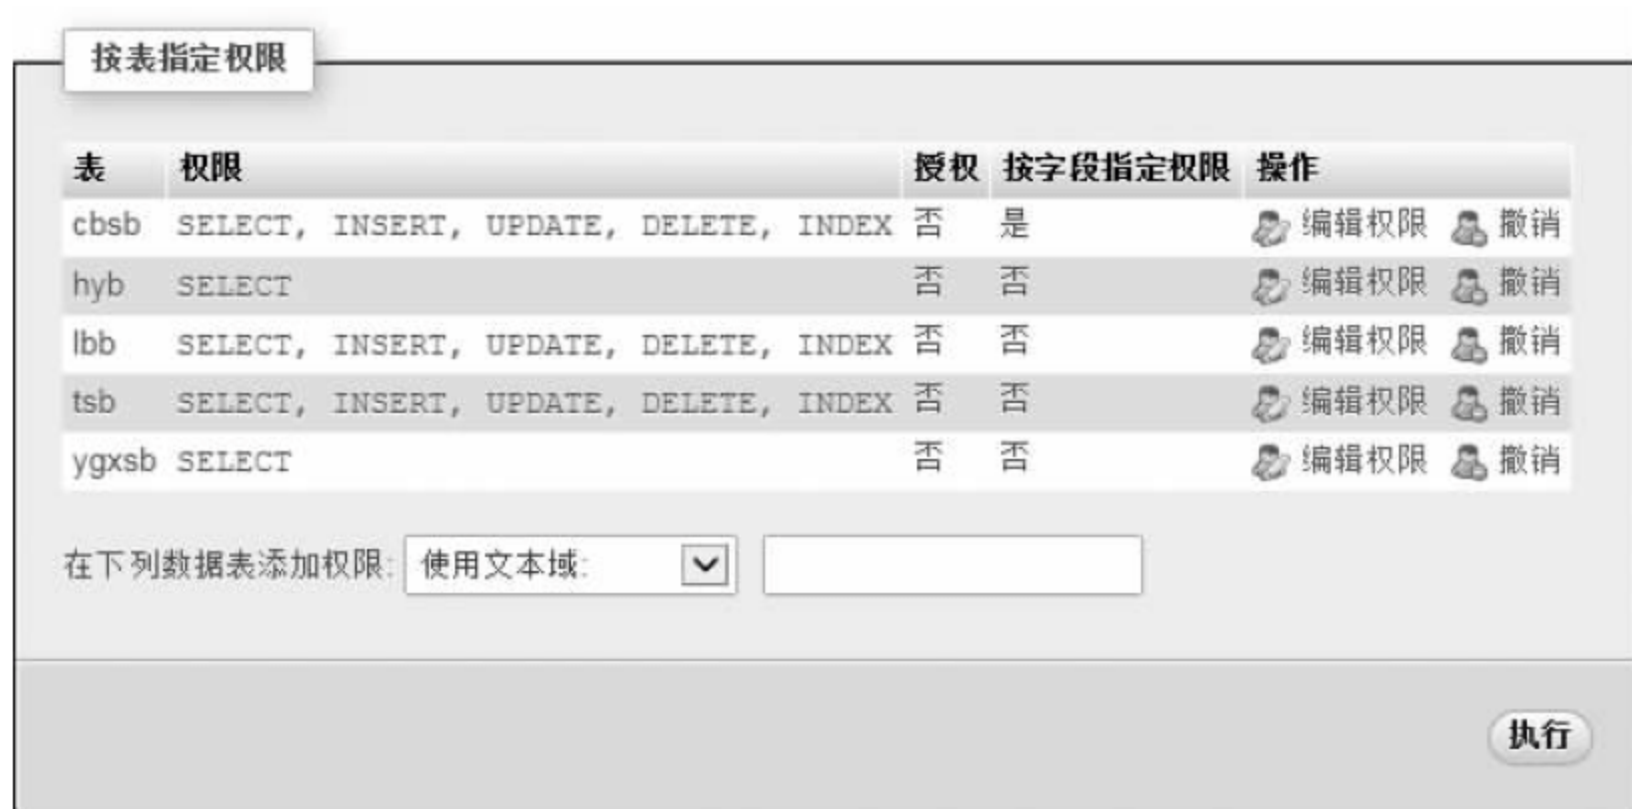 按表指定权限
表 权限 授权 按字段指定权限 操作
cbsb SELECT, INSERT, UPDATE, DELETE, INDEX 否 是 编辑权限 撤销
hyb SELECT 否 否 编辑权限 撤销
lbb SELECT, INSERT, UPDATE, DELETE, INDEX 否 否 编辑权限 撤销
tsb SELECT, INSERT, UPDATE, DELETE, INDEX 否 否 编辑权限 撤销
ygxsb SELECT 否 否 编辑权限 撤销
在下列数据表添加权限: 使用文本域:
执行